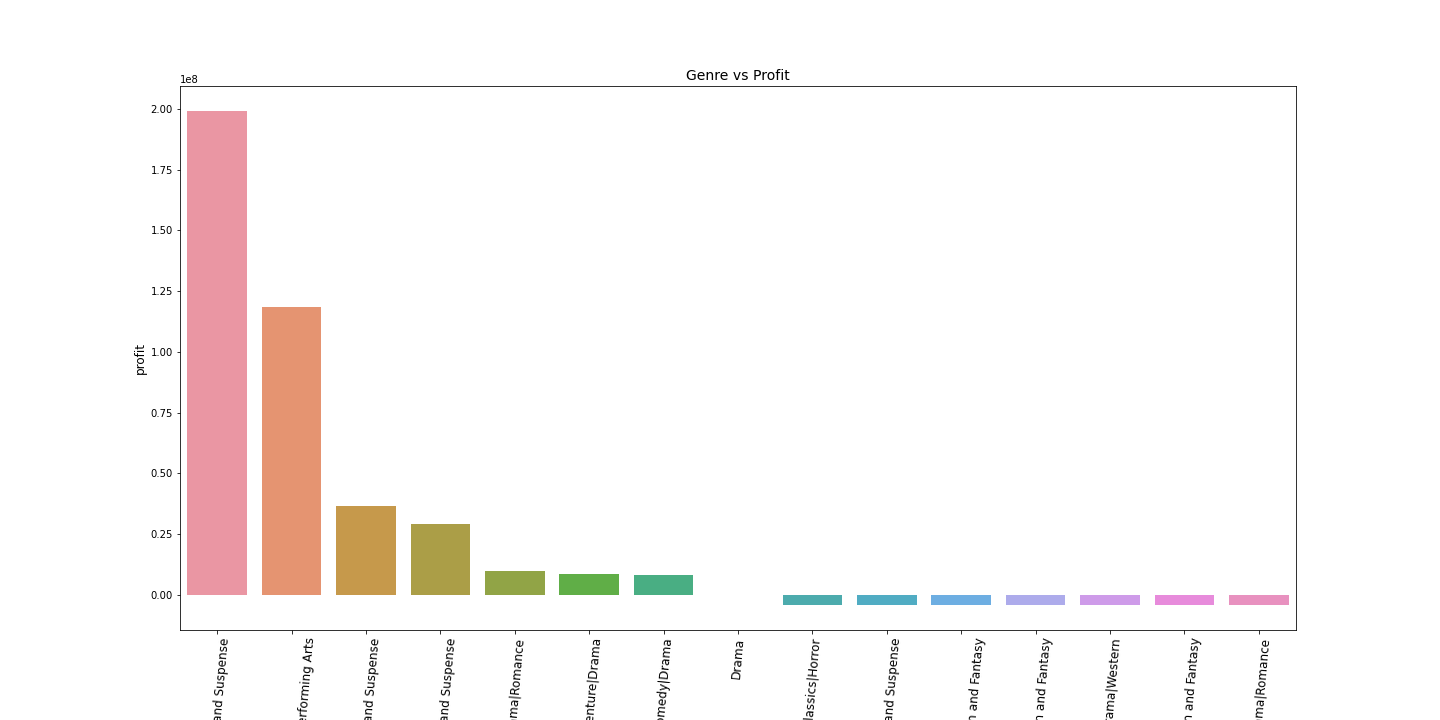 Genre vs Profit
1e8
2.00
1.75
1.50
1.25
1.00
0.75
0.50
0.25
0.00
profit
and Suspense
erforming Arts
and Suspense
and Suspense
ma|Romance
enture|Drama
omedy|Drama
Drama
lassics|Horror
and Suspense
n and Fantasy
n and Fantasy
rama|Western
n and Fantasy
ma|Romance